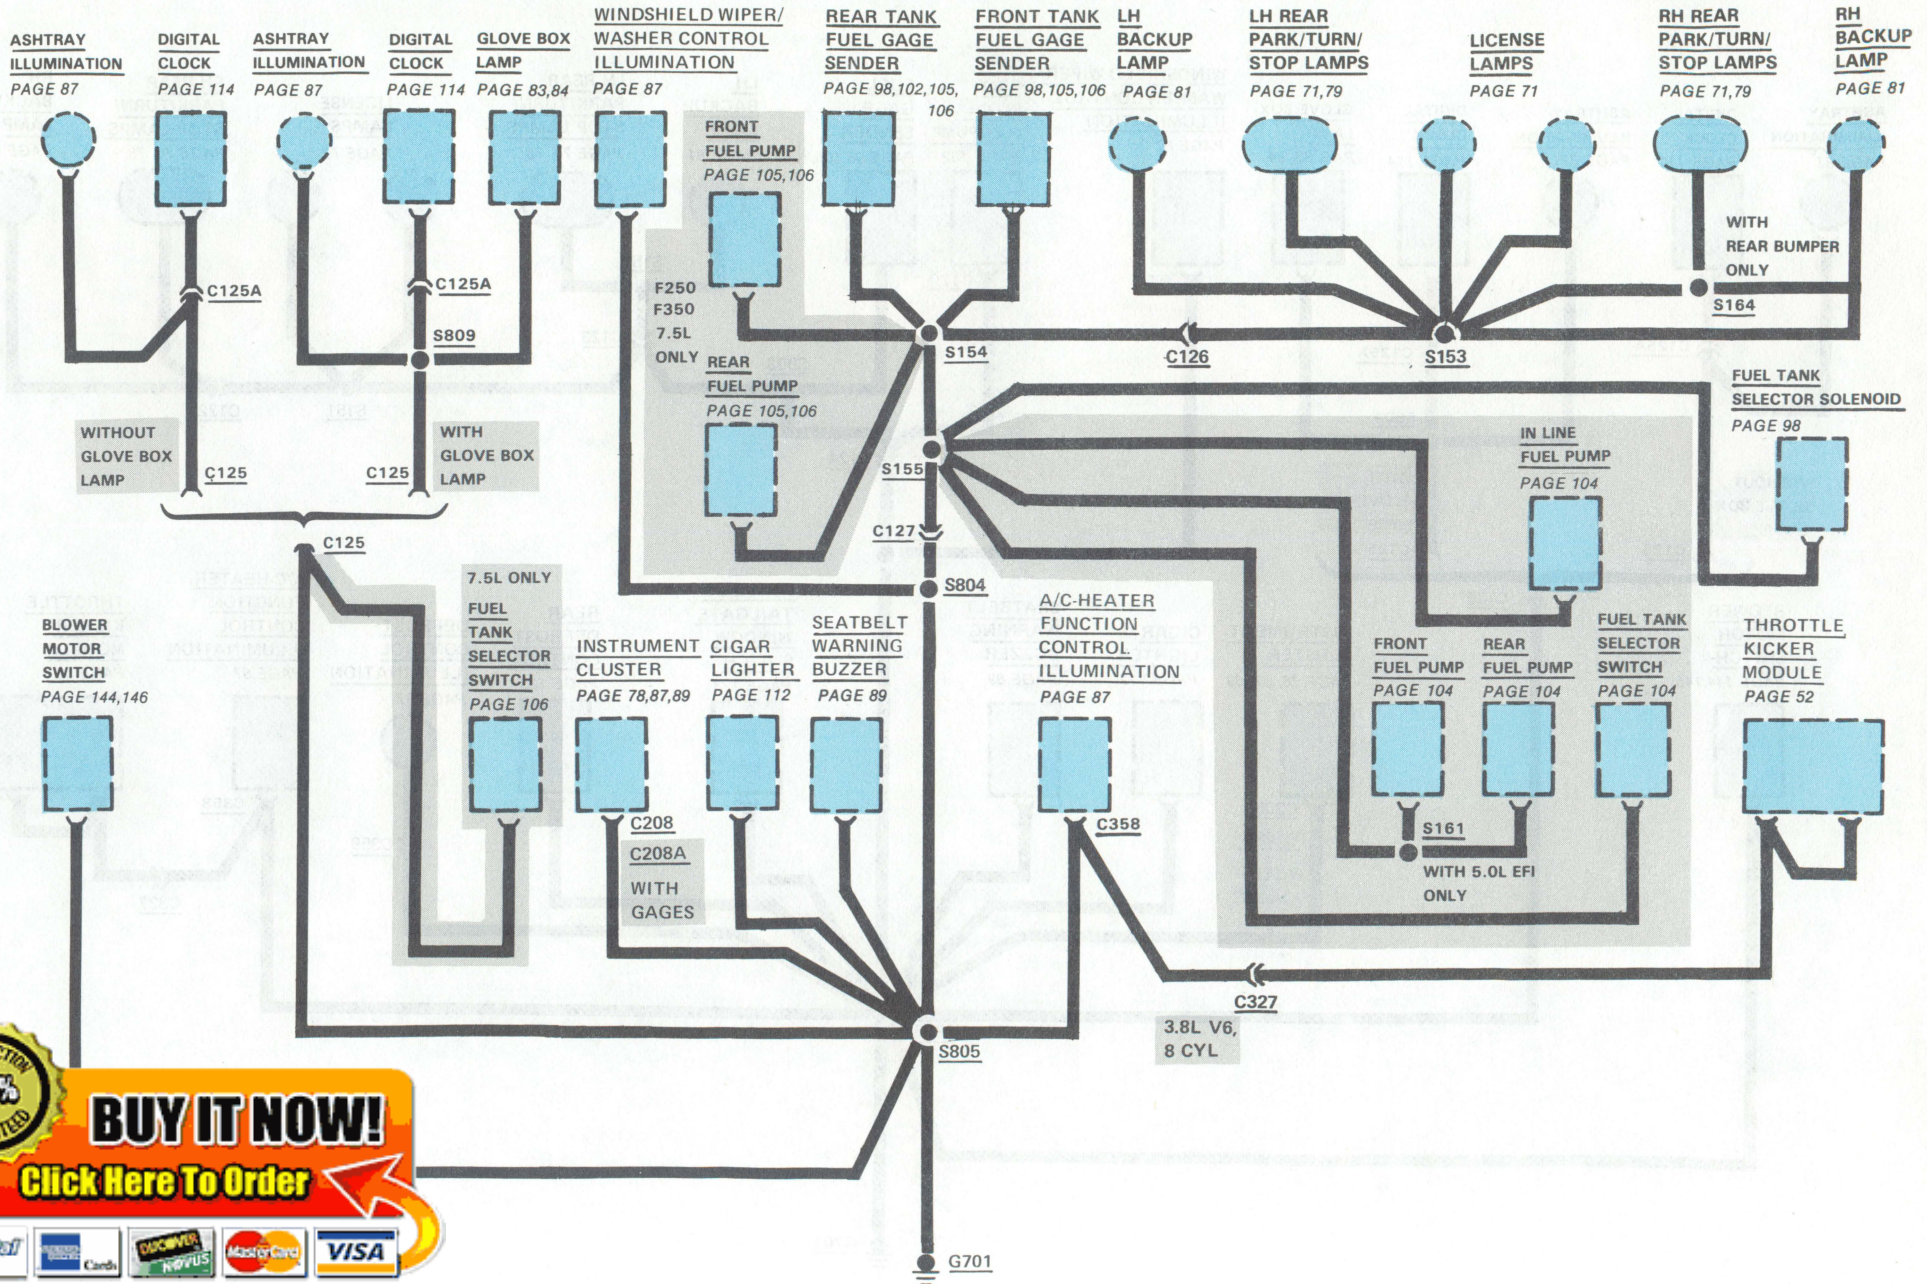 ASHTRAY
ILLUMINATION
PAGE 87
DIGITAL
CLOCK
PAGE 114
ASHTRAY
ILLUMINATION
PAGE 87
DIGITAL
CLOCK
PAGE 114
GLOVE BOX
LAMP
PAGE 83,84
WINDSHIELD WIPER/
WASHER CONTROL
ILLUMINATION
PAGE 87
REAR TANK
FUEL GAGE
SENDER
PAGE 98,102,105,
106
FRONT TANK
FUEL GAGE
SENDER
PAGE 98,105,106
LH
BACKUP
LAMP
PAGE 81
LH REAR
PARK/TURN/
STOP LAMPS
PAGE 71,79
LICENSE
LAMPS
PAGE 71
RH REAR
PARK/TURN/
STOP LAMPS
PAGE 71,79
RH
BACKUP
LAMP
PAGE 81
FRONT
FUEL PUMP
PAGE 105,106
WITH
REAR BUMPER
ONLY
C125A
C125A
F250
F350
7.5L
ONLY
S164
S809
S154
C126
S153
REAR
FUEL PUMP
PAGE 105,106
FUEL TANK
SELECTOR SOLENOID
PAGE 98
WITHOUT
GLOVE BOX
LAMP
C125
C125
WITH
GLOVE BOX
LAMP
S155
IN LINE
FUEL PUMP
PAGE 104
C125
C127
S804
7.5L ONLY
FUEL
TANK
SELECTOR
SWITCH
PAGE 106
BLOWER
MOTOR
SWITCH
PAGE 144,146
INSTRUMENT
CLUSTER
PAGE 78,87,89
CIGAR
LIGHTER
PAGE 112
SEATBELT
WARNING
BUZZER
PAGE 89
A/C-HEATER
FUNCTION
CONTROL
ILLUMINATION
PAGE 87
FRONT
FUEL PUMP
PAGE 104
REAR
FUEL PUMP
PAGE 104
FUEL TANK
SELECTOR
SWITCH
PAGE 104
THROTTLE
KICKER
MODULE
PAGE 52
C208
C208A
WITH
GAGES
C358
S161
WITH 5.0L EFI
ONLY
C327
3.8L V6,
8 CYL
S805
G701
BUY IT NOW!
Click Here To Order
Cards
DISCOVER
NOVUS
MasterCard
VISA